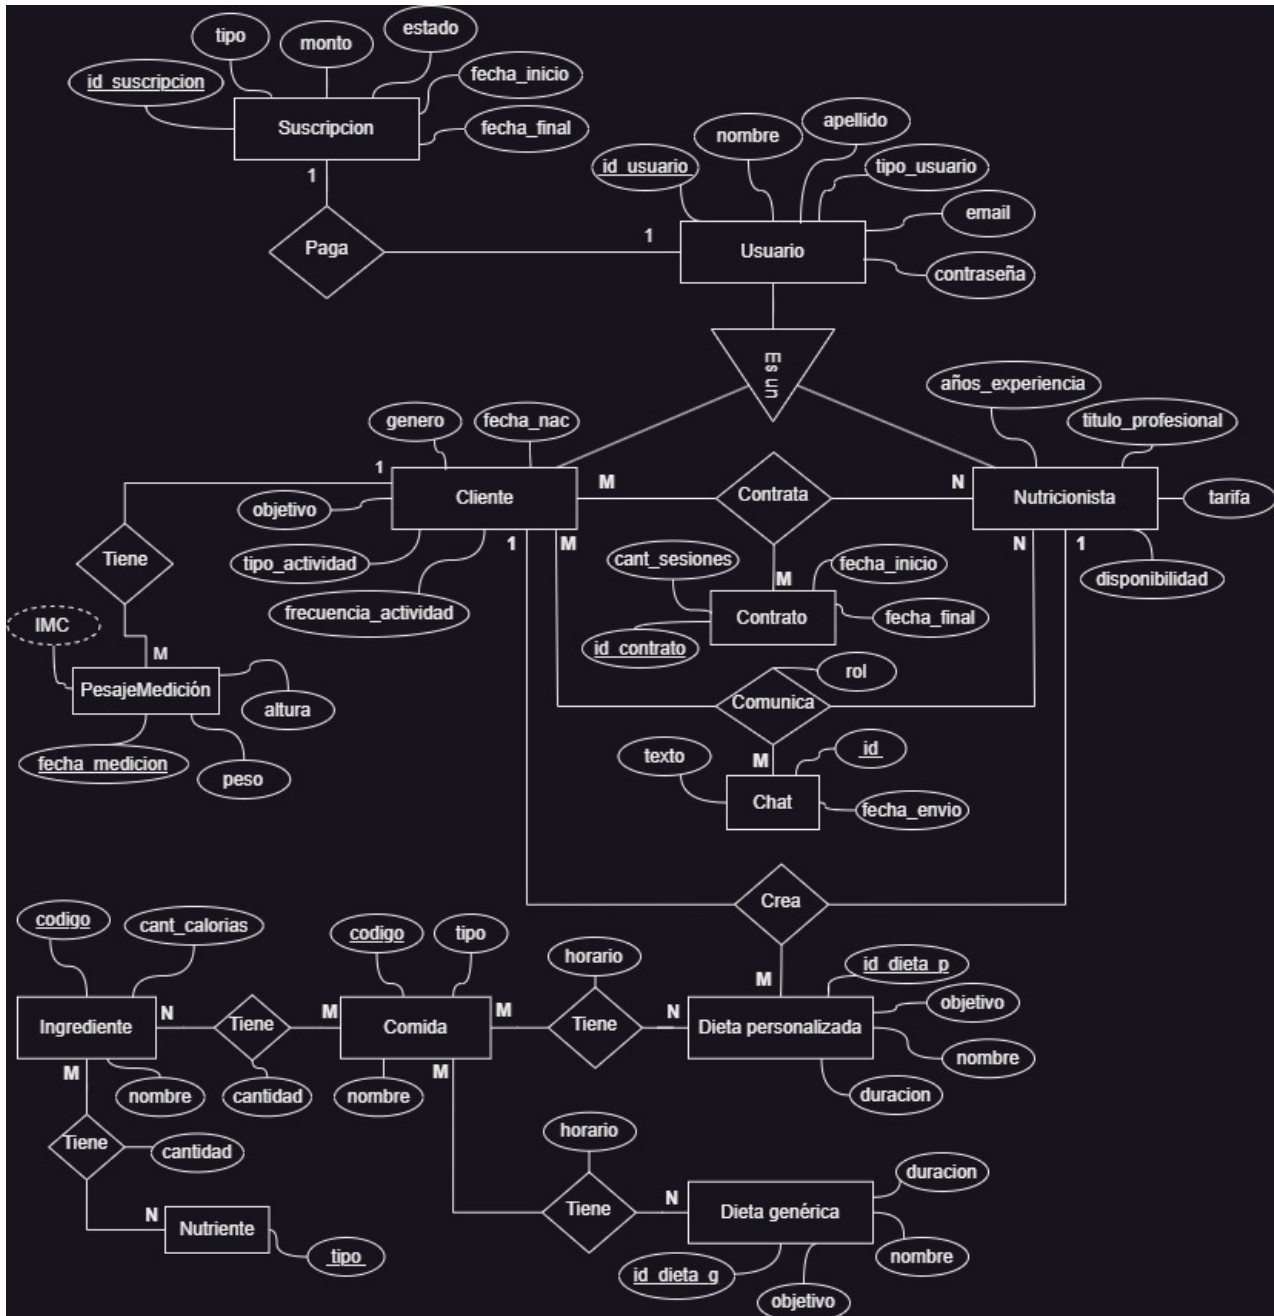 tipo
monto
estado
id_suscripcion
fecha_inicio
Suscripcion
fecha_final
nombre
apellido
id_usuario
tipo_usuario
1
email
Paga
1
Usuario
contraseña
Es un
años_experiencia
genero
fecha_nac
titulo_profesional
1
Cliente
M
Contrata
N
Nutricionista
tarifa
objetivo
1
M
N
1
Tiene
tipo_actividad
cant_sesiones
fecha_inicio
disponibilidad
frecuencia_actividad
M
Contrato
fecha_final
IMC
id_contrato
M
rol
PesajeMedición
altura
Comunica
fecha_medicion
peso
texto
M
id
Chat
fecha_envio
Crea
codigo
cant_calorias
codigo
tipo
horario
id_dieta_p
M
objetivo
Ingrediente
N
Tiene
M
Comida
M
Tiene
N
Dieta personalizada
nombre
M
nombre
cantidad
nombre
M
duracion
Tiene
cantidad
horario
duracion
N
Nutriente
Tiene
N
Dieta genérica
tipo
id_dieta_g
nombre
objetivo